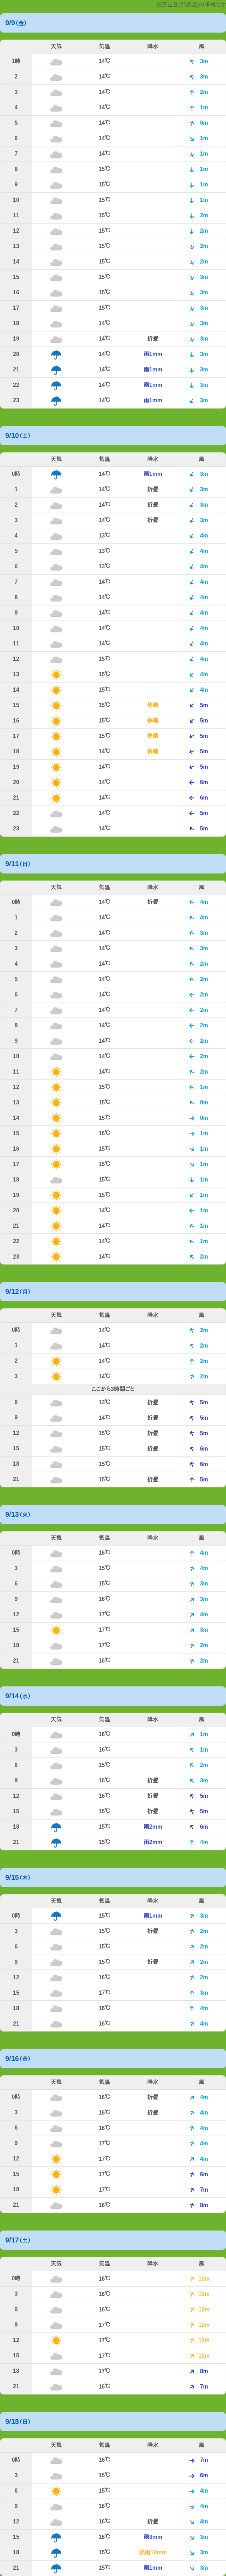 の予報です
9/9(金)
天気 気温 降水 風
1時 14℃ 3m
2 14℃ 3m
3 14℃ 2m
4 14℃ 1m
5 14℃ 0m
6 14℃ 1m
7 14℃ 1m
8 15℃ 1m
9 15℃ 1m
10 15℃ 1m
11 15℃ 2m
12 15℃ 2m
13 15℃ 2m
14 15℃ 2m
15 15℃ 3m
16 15℃ 3m
17 15℃ 3m
18 14℃ 3m
19 14℃ 折曇 3m
20 14℃ 雨1mm 3m
21 14℃ 雨1mm 3m
22 14℃ 雨1mm 3m
23 14℃ 雨1mm 3m
9/10(土)
天気 気温 降水 風
0時 14℃ 雨1mm 3m
1 14℃ 折曇 3m
2 14℃ 折曇 3m
3 14℃ 折曇 3m
4 13℃ 4m
5 13℃ 4m
6 13℃ 4m
7 14℃ 4m
8 14℃ 4m
9 14℃ 4m
10 14℃ 4m
11 14℃ 4m
12 15℃ 4m
13 15℃ 4m
14 15℃ 4m
15 15℃ 快晴 5m
16 15℃ 快晴 5m
17 15℃ 快晴 5m
18 14℃ 快晴 5m
19 14℃ 5m
20 14℃ 6m
21 14℃ 6m
22 14℃ 5m
23 14℃ 5m
9/11(日)
天気 気温 降水 風
0時 14℃ 折曇 4m
1 14℃ 4m
2 14℃ 3m
3 14℃ 3m
4 14℃ 2m
5 14℃ 2m
6 14℃ 2m
7 14℃ 2m
8 14℃ 2m
9 14℃ 2m
10 14℃ 2m
11 14℃ 2m
12 15℃ 1m
13 15℃ 0m
14 15℃ 0m
15 16℃ 1m
16 15℃ 1m
17 15℃ 1m
18 15℃ 1m
19 15℃ 1m
20 14℃ 1m
21 14℃ 1m
22 14℃ 1m
23 14℃ 2m
9/12(月)
天気 気温 降水 風
0時 14℃ 2m
1 14℃ 2m
2 14℃ 2m
3 14℃ 2m
ここから3時間ごと
6 13℃ 折曇 5m
9 14℃ 折曇 5m
12 15℃ 折曇 5m
15 15℃ 折曇 6m
18 15℃ 6m
21 15℃ 折曇 5m
9/13(火)
天気 気温 降水 風
0時 16℃ 4m
3 15℃ 4m
6 15℃ 3m
9 16℃ 3m
12 17℃ 4m
15 17℃ 3m
18 17℃ 2m
21 16℃ 2m
9/14(水)
天気 気温 降水 風
0時 16℃ 1m
3 16℃ 1m
6 15℃ 2m
9 16℃ 折曇 3m
12 16℃ 折曇 5m
15 15℃ 折曇 5m
18 15℃ 雨2mm 6m
21 15℃ 雨2mm 4m
9/15(木)
天気 気温 降水 風
0時 15℃ 雨1mm 3m
3 15℃ 折曇 2m
6 15℃ 2m
9 15℃ 折曇 2m
12 16℃ 2m
15 17℃ 3m
18 16℃ 4m
21 16℃ 4m
9/16(金)
天気 気温 降水 風
0時 16℃ 折曇 4m
3 16℃ 折曇 4m
6 16℃ 4m
9 17℃ 4m
12 17℃ 4m
15 17℃ 6m
18 17℃ 7m
21 16℃ 8m
9/17(土)
天気 気温 降水 風
0時 16℃ 10m
3 16℃ 11m
6 16℃ 12m
9 17℃ 12m
12 17℃ 12m
15 17℃ 10m
18 17℃ 8m
21 16℃ 7m
9/18(日)
天気 気温 降水 風
0時 16℃ 7m
3 15℃ 6m
6 15℃ 4m
9 16℃ 4m
12 16℃ 折曇 4m
15 16℃ 雨3mm 3m
18 15℃ 強雨10mm 3m
21 15℃ 雨1mm 3m